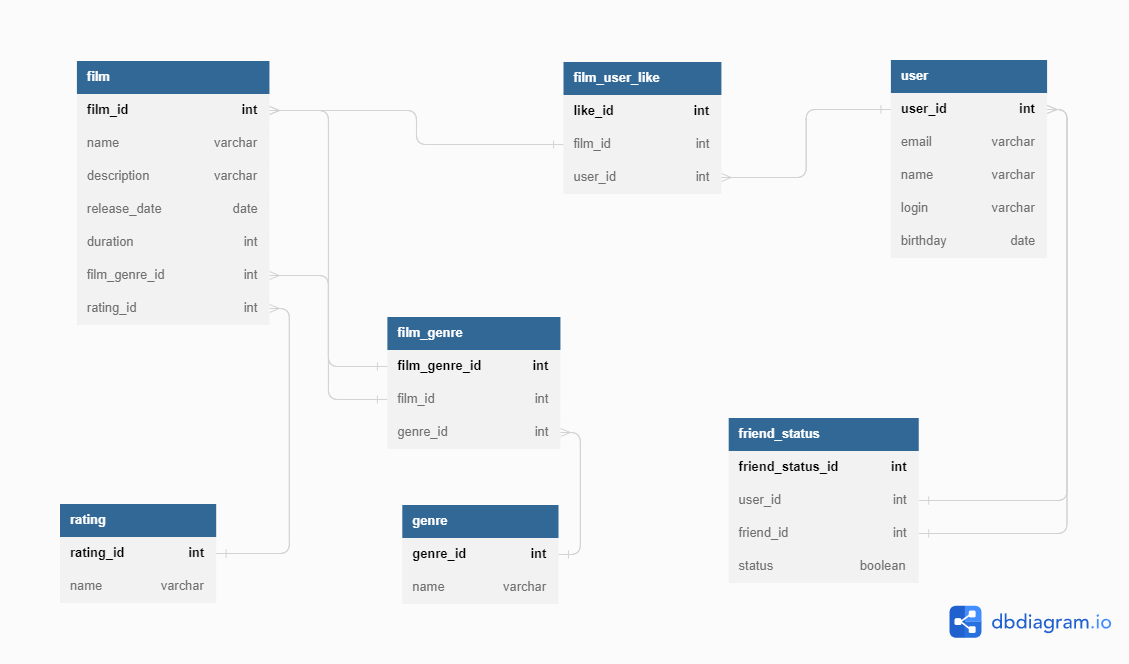 film
film_id int
name varchar
description varchar
release_date date
duration int
film_genre_id int
rating_id int
film_user_like
like_id int
film_id int
user_id int
user
user_id int
email varchar
name varchar
login varchar
birthday date
film_genre
film_genre_id int
film_id int
genre_id int
friend_status
friend_status_id int
user_id int
friend_id int
status boolean
rating
rating_id int
name varchar
genre
genre_id int
name varchar
dbdiagram.io